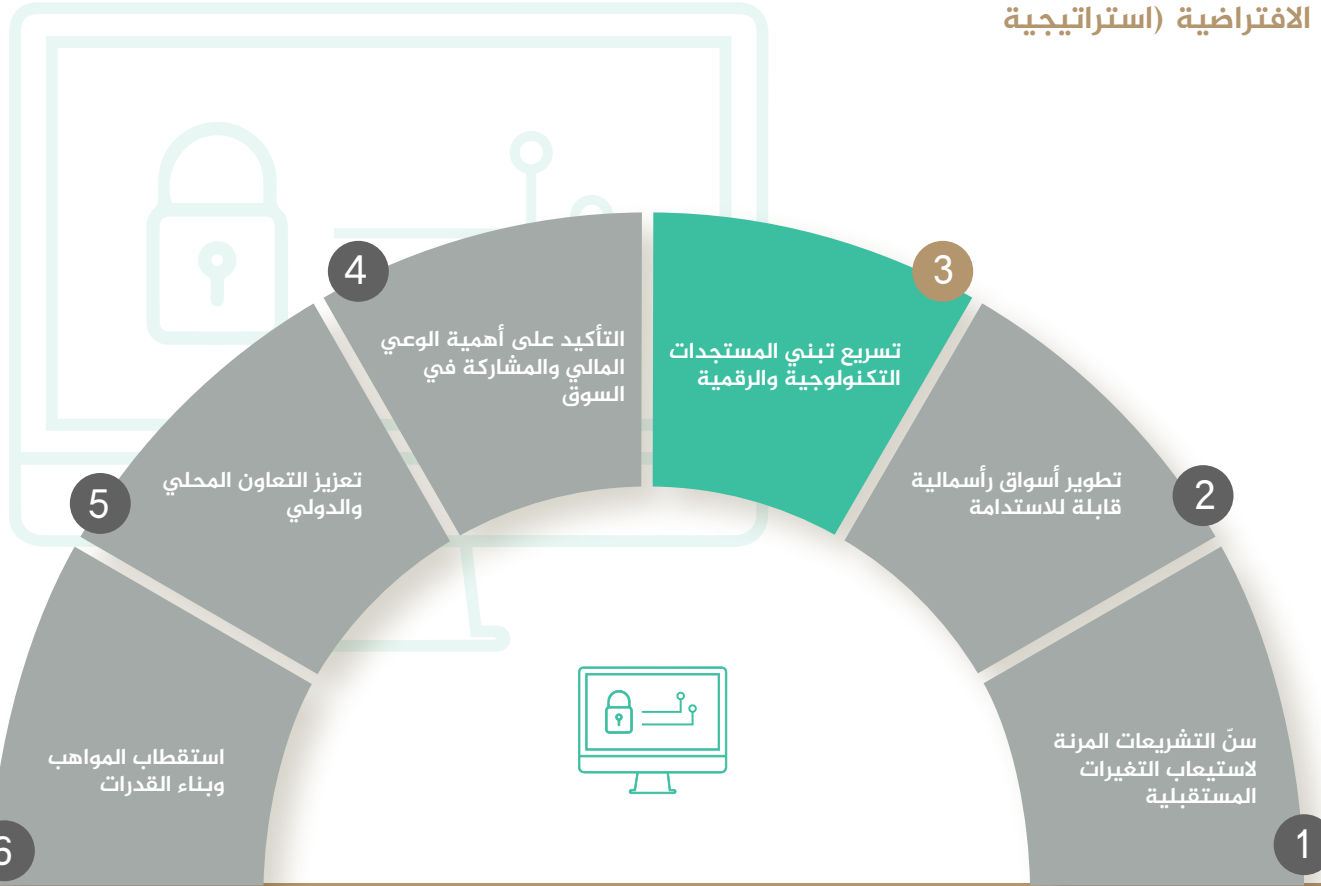 الافتراضية (استراتيجية
1
سنّ التشريعات المرنة
لاستيعاب التغيرات
المستقبلية
2
تطوير أسواق رأسمالية
قابلة للاستدامة
3
تسريع تبني المستجدات
التكنولوجية والرقمية
4
التأكيد على أهمية الوعي
المالي والمشاركة في
السوق
5
تعزيز التعاون المحلي
والدولي
6
استقطاب المواهب
وبناء القدرات